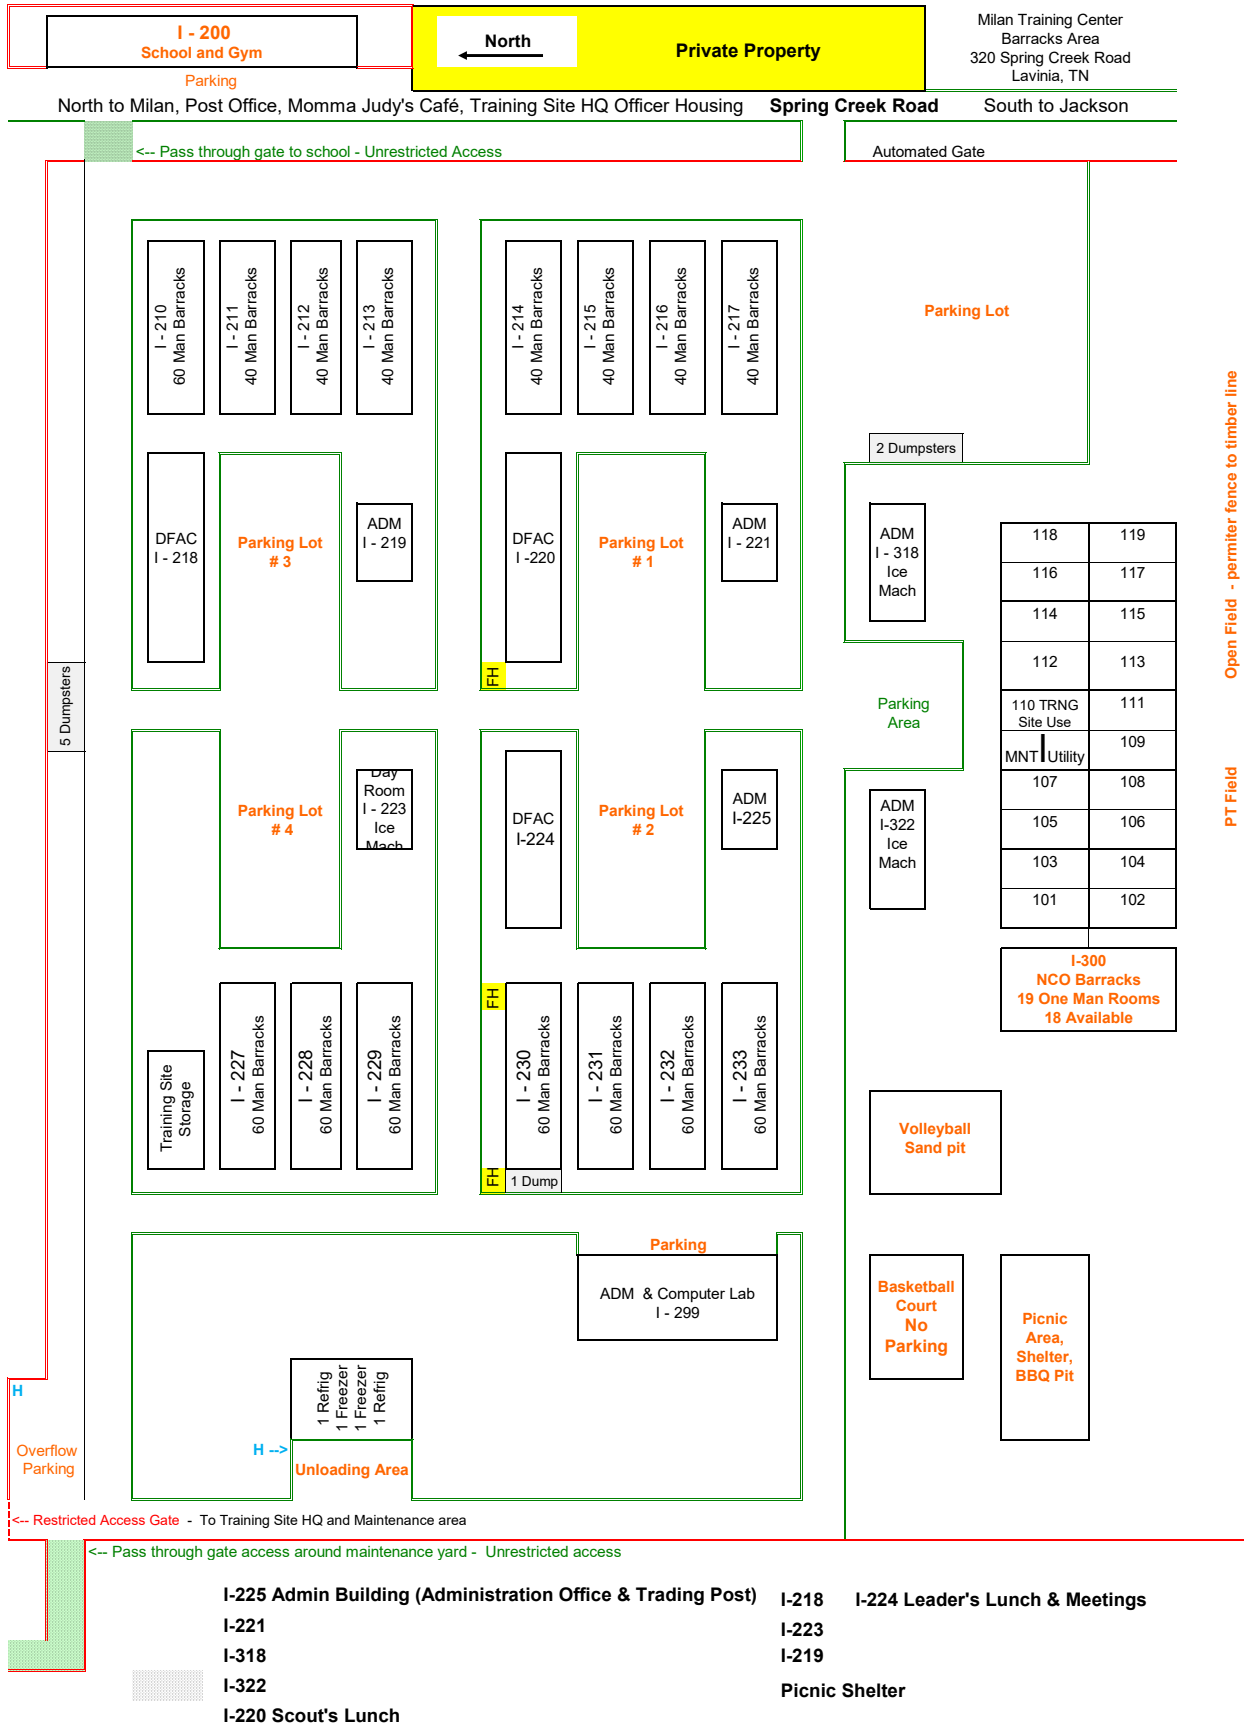 I - 200
School and Gym
Parking
North
Private Property
Milan Training Center
Barracks Area
320 Spring Creek Road
Lavinia, TN
North to Milan, Post Office, Momma Judy's Café, Training Site HQ Officer Housing
Spring Creek Road
South to Jackson
<-- Pass through gate to school - Unrestricted Access
Automated Gate
I - 210
60 Man Barracks
I - 211
40 Man Barracks
I - 212
40 Man Barracks
I - 213
40 Man Barracks
I - 214
40 Man Barracks
I - 215
40 Man Barracks
I - 216
40 Man Barracks
I - 217
40 Man Barracks
Parking Lot
2 Dumpsters
Open Field - permiter fence to timber line
DFAC
I - 218
Parking Lot
# 3
ADM
I - 219
DFAC
I -220
Parking Lot
# 1
ADM
I - 221
ADM
I - 318
Ice
Mach
118
119
116
117
114
115
112
113
110 TRNG
Site Use
111
MNT
Utility
109
107
108
105
106
103
104
101
102
FH
5 Dumpsters
Parking
Area
PT Field
Parking Lot
# 4
Day
Room
I - 223
Ice
Mach
DFAC
I-224
Parking Lot
# 2
ADM
I-225
ADM
I-322
Ice
Mach
I-300
NCO Barracks
19 One Man Rooms
18 Available
FH
Training Site
Storage
I - 227
60 Man Barracks
I - 228
60 Man Barracks
I - 229
60 Man Barracks
I - 230
60 Man Barracks
I - 231
60 Man Barracks
I - 232
60 Man Barracks
I - 233
60 Man Barracks
FH
1 Dump
Volleyball
Sand pit
Parking
ADM & Computer Lab
I - 299
Basketball
Court
No
Parking
Picnic
Area,
Shelter,
BBQ Pit
1 Refrig
1 Freezer
1 Freezer
1 Refrig
H
H -->
Overflow
Parking
Unloading Area
<-- Restricted Access Gate - To Training Site HQ and Maintenance area
<-- Pass through gate access around maintenance yard - Unrestricted access
I-225 Admin Building (Administration Office & Trading Post)
I-221
I-318
I-322
I-220 Scout's Lunch
I-218
I-224 Leader's Lunch & Meetings
I-223
I-219
Picnic Shelter